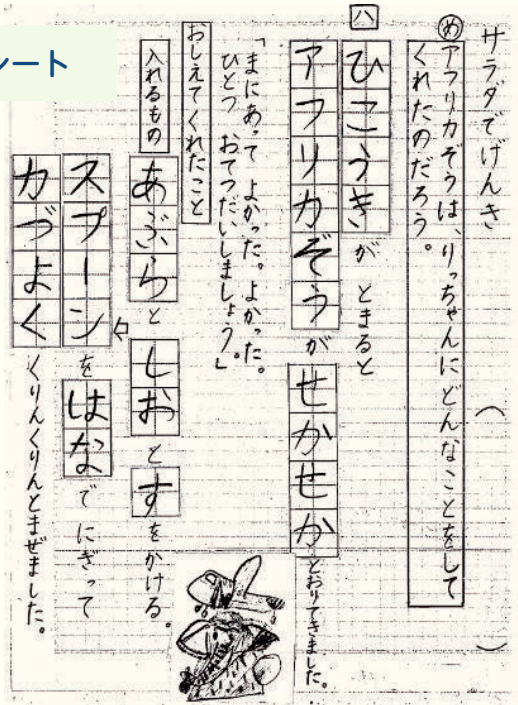 サラダでげんき（　　　）
め アフリカぞうは、りっちゃんにどんなことをして
くれたのだろう。
八
ひこうきがとまると
アフリカぞうがせかせかとおりてきました。
「まにあって よかった。よかった。
ひとつ おてつだいしましょう。」
おしえてくれたこと
入れるもの
あぶらとしおとすをかける。
スプーンをはなでにぎって
力づよくくりんくりんとまぜました。
ート